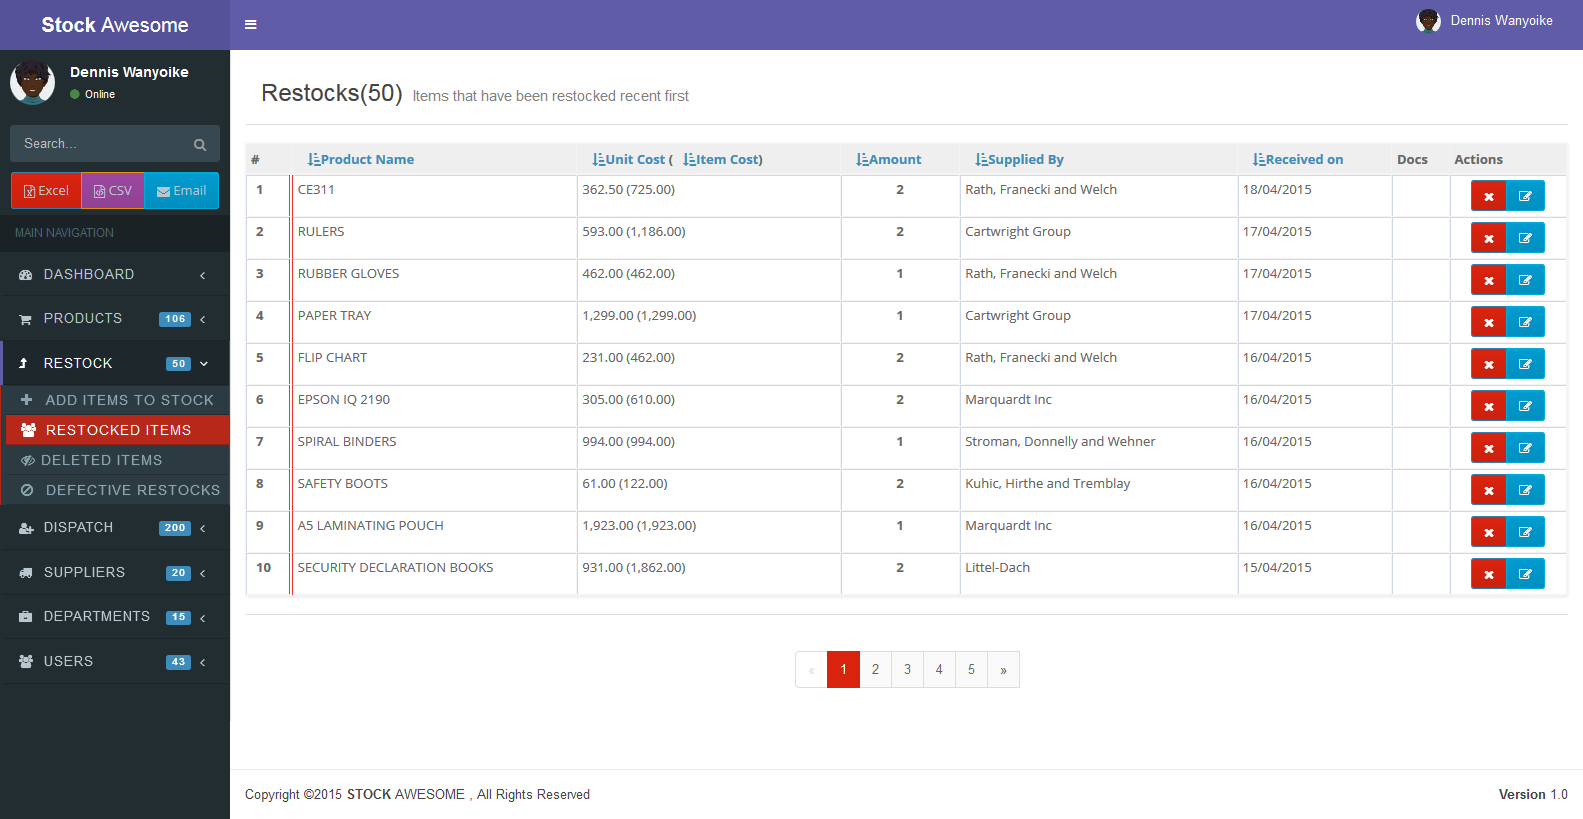 Stock Awesome
Dennis Wanyoike
Dennis Wanyoike
Online
Search...
Excel CSV Email
MAIN NAVIGATION
DASHBOARD
PRODUCTS 106
RESTOCK 50
ADD ITEMS TO STOCK
RESTOCKED ITEMS
DELETED ITEMS
DEFECTIVE RESTOCKS
DISPATCH 200
SUPPLIERS 20
DEPARTMENTS 15
USERS 43
Restocks(50) Items that have been restocked recent first
# Product Name Unit Cost ( Item Cost) Amount Supplied By Received on Docs Actions
1 CE311 362.50 (725.00) 2 Rath, Franecki and Welch 18/04/2015
2 RULERS 593.00 (1,186.00) 2 Cartwright Group 17/04/2015
3 RUBBER GLOVES 462.00 (462.00) 1 Rath, Franecki and Welch 17/04/2015
4 PAPER TRAY 1,299.00 (1,299.00) 1 Cartwright Group 17/04/2015
5 FLIP CHART 231.00 (462.00) 2 Rath, Franecki and Welch 16/04/2015
6 EPSON IQ 2190 305.00 (610.00) 2 Marquardt Inc 16/04/2015
7 SPIRAL BINDERS 994.00 (994.00) 1 Stroman, Donnelly and Wehner 16/04/2015
8 SAFETY BOOTS 61.00 (122.00) 2 Kuhic, Hirthe and Tremblay 16/04/2015
9 A5 LAMINATING POUCH 1,923.00 (1,923.00) 1 Marquardt Inc 16/04/2015
10 SECURITY DECLARATION BOOKS 931.00 (1,862.00) 2 Littel-Dach 15/04/2015
« 1 2 3 4 5 »
Copyright ©2015 STOCK AWESOME , All Rights Reserved
Version 1.0